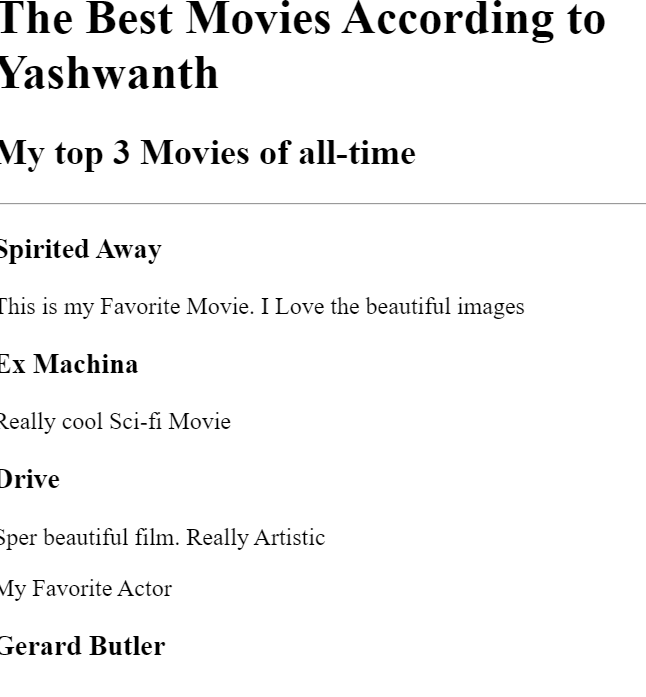 The Best Movies According to
Yashwanth
My top 3 Movies of all-time
Spirited Away
This is my Favorite Movie. I Love the beautiful images
Ex Machina
Really cool Sci-fi Movie
Drive
Sper beautiful film. Really Artistic
My Favorite Actor
Gerard Butler